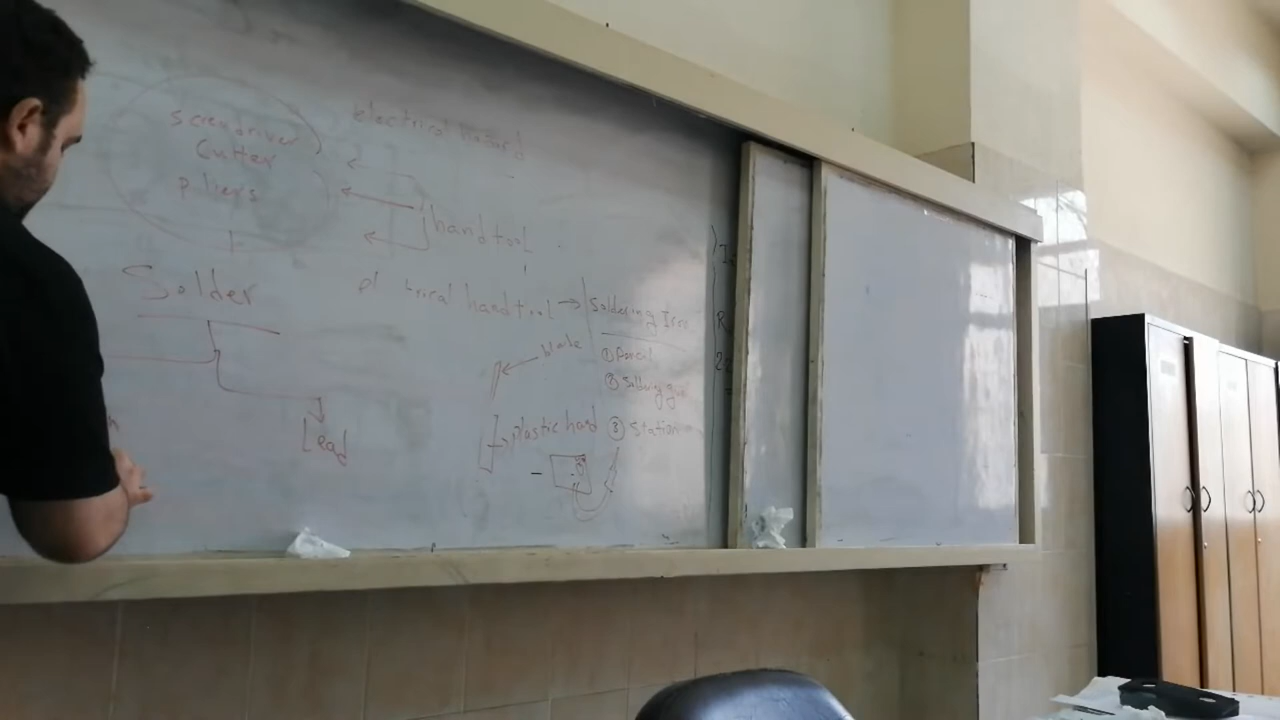 screwdriver
Cutter
pliers
electrical hazard
hand tool
Solder
Lead
hand tool → Soldering Iron
① Pencil
② Soldering gun
③ Station
blade
plastic hand